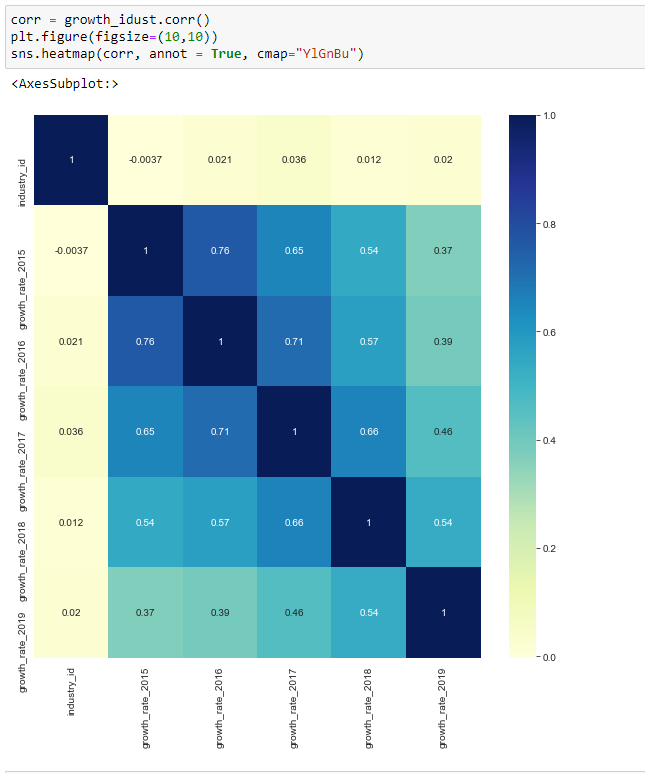 corr = growth_idust.corr()
plt.figure(figsize=(10,10))
sns.heatmap(corr, annot = True, cmap="YlGnBu")
<AxesSubplot:>
industry_id 1 -0.0037 0.021 0.036 0.012 0.02
growth_rate_2015 -0.0037 1 0.76 0.65 0.54 0.37
growth_rate_2016 0.021 0.76 1 0.71 0.57 0.39
growth_rate_2017 0.036 0.65 0.71 1 0.66 0.46
growth_rate_2018 0.012 0.54 0.57 0.66 1 0.54
growth_rate_2019 0.02 0.37 0.39 0.46 0.54 1
industry_id growth_rate_2015 growth_rate_2016 growth_rate_2017 growth_rate_2018 growth_rate_2019
1.0
0.8
0.6
0.4
0.2
0.0